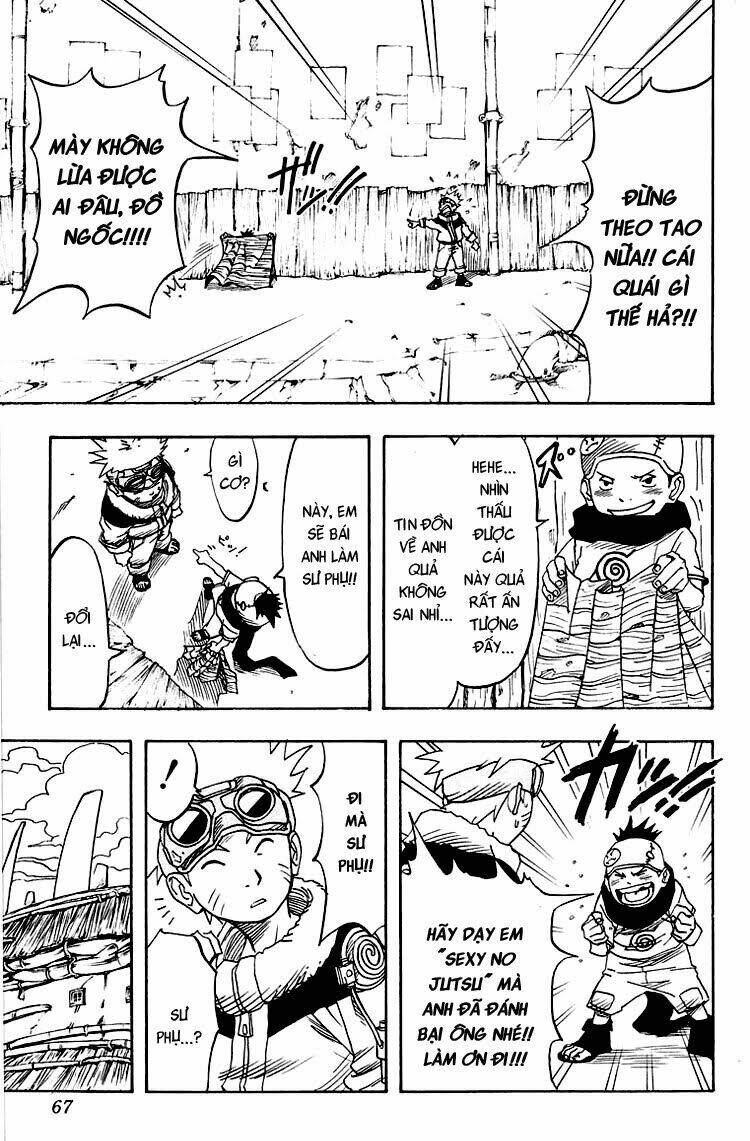 ĐỪNG
THEO TAO
NỮA!! CÁI
QUÁI GÌ
THẾ HẢ?!!
MÀY KHÔNG
LỪA ĐƯỢC
AI ĐÂU, ĐỒ
NGỐC!!!!
HEHE...
NHÌN
THẤU
ĐƯỢC
CÁI
NÀY QUẢ
RẤT ẤN
TƯỢNG
ĐẤY...
TIN ĐỒN
VỀ ANH
QUẢ
KHÔNG
SAI NHỈ...
NÀY, EM
SẼ BÁI
ANH LÀM
SƯ PHỤ!!
GÌ
CƠ?
ĐỔI
LẠI...
HÃY DẠY EM
"SEXY NO
JUTSU" MÀ
ANH ĐÃ ĐÁNH
BẠI ÔNG NHÉ!!
LÀM ƠN ĐI!!!
ĐI
MÀ
SƯ
PHỤ!!
!
SƯ
PHỤ...?
67